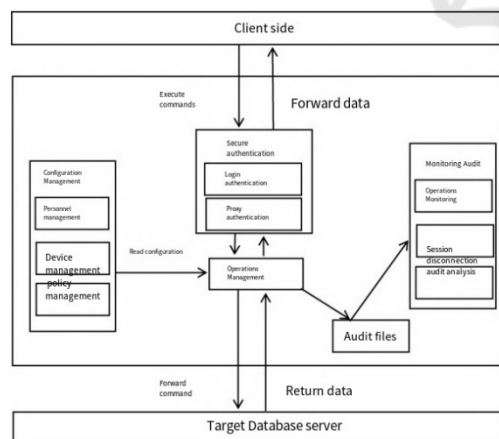 Client side
Execute
commands
Forward data
Secure
authentication
Login
authentication
Proxy
authentication
Configuration
Management
Personnel management
Device
management
policy
management
Read configuration
Operations
Management
Monitoring Audit
Operations
Monitoring
Session
disconnection
audit analysis
Audit files
Forward
command
Return data
Target Database server